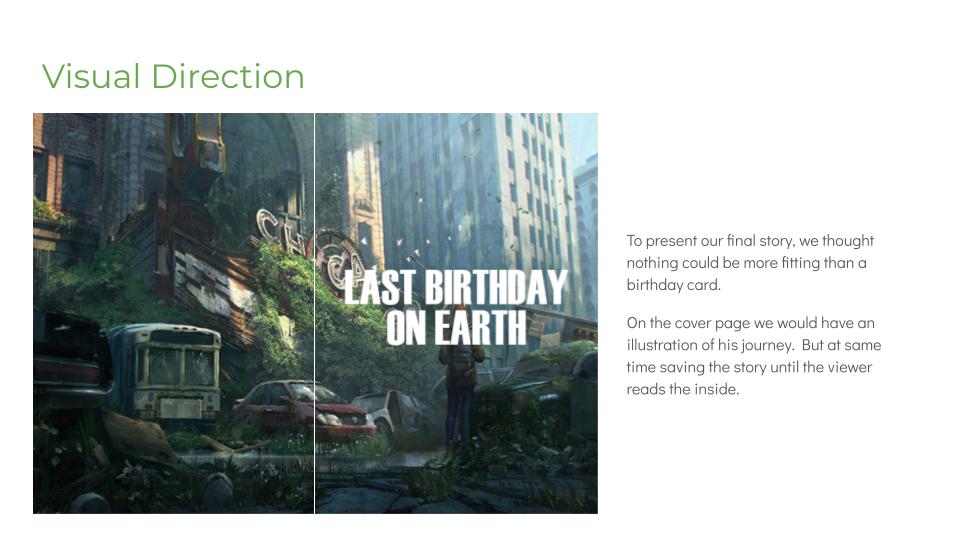 Visual Direction
CHICA
LAST BIRTHDAY
ON EARTH
To present our final story, we thought
nothing could be more fitting than a
birthday card.
On the cover page we would have an
illustration of his journey.  But at same
time saving the story until the viewer
reads the inside.